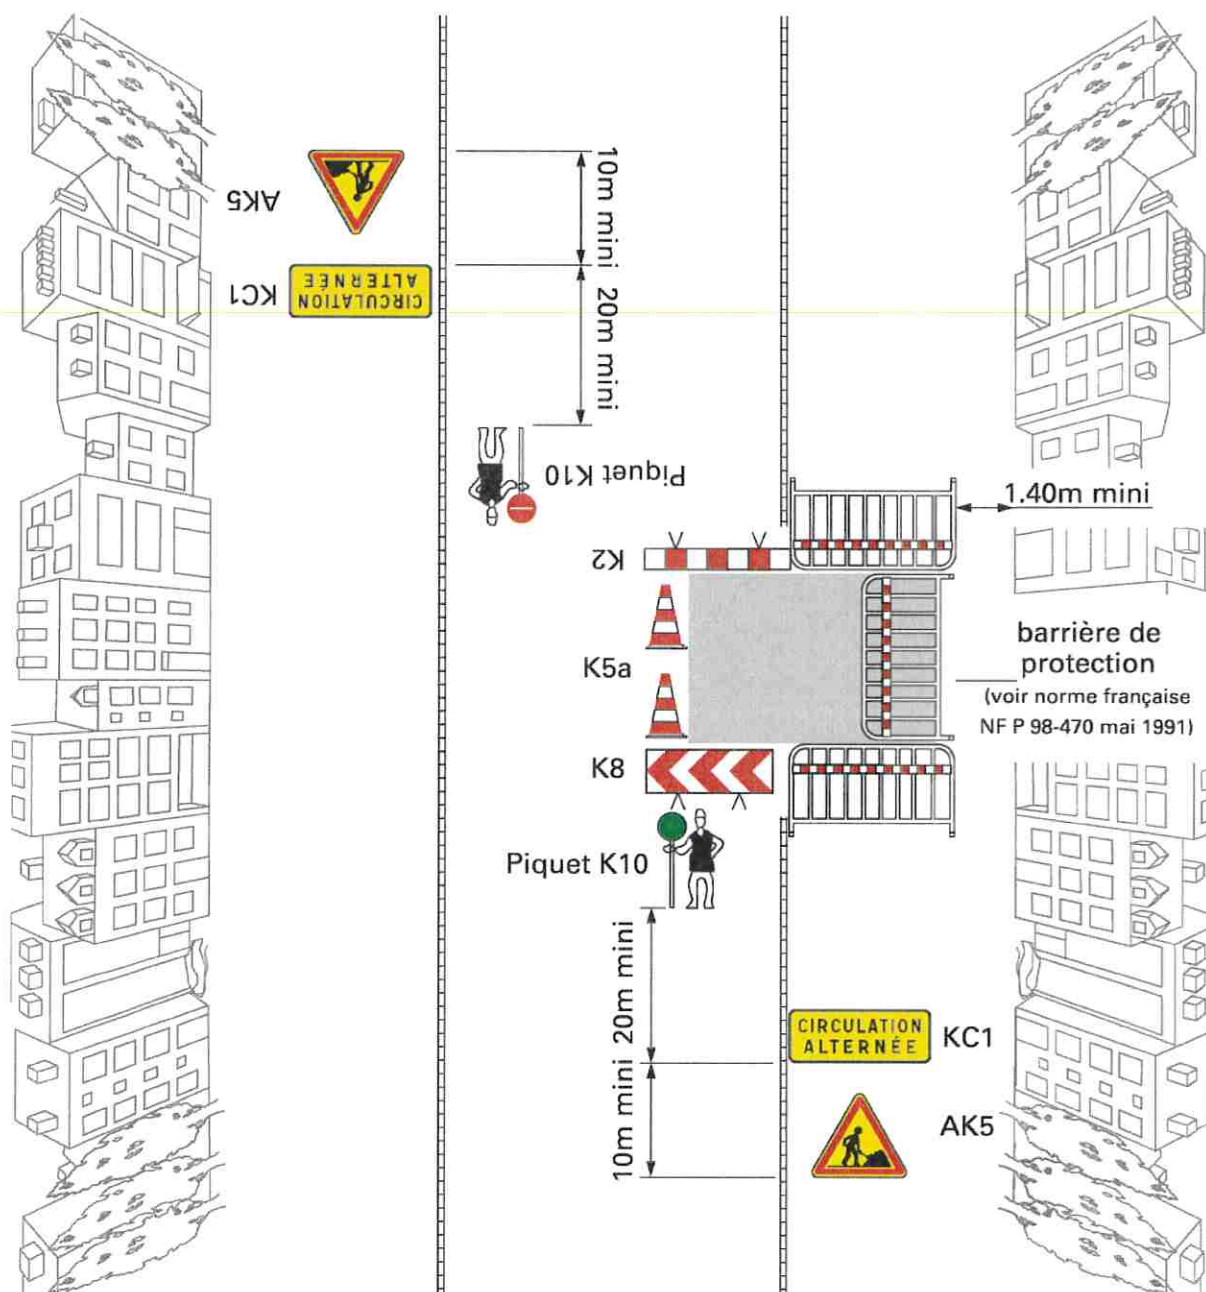 10m mini
AK5
CIRCULATION
ALTERNÉE
KC1
20m mini
Piquet K10
1.40m mini
K2
K5a
barrière de
protection
(voir norme française
NF P 98-470 mai 1991)
K8
Piquet K10
20m mini
CIRCULATION
ALTERNÉE
KC1
10m mini
AK5